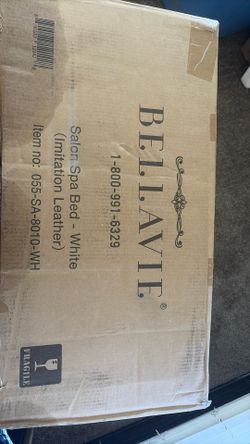 BELLAVIE®
1-800-991-6329
Salon Spa Bed - White
(Imitation Leather)
Item no: 055-SA-8010-WH
FRAGILE